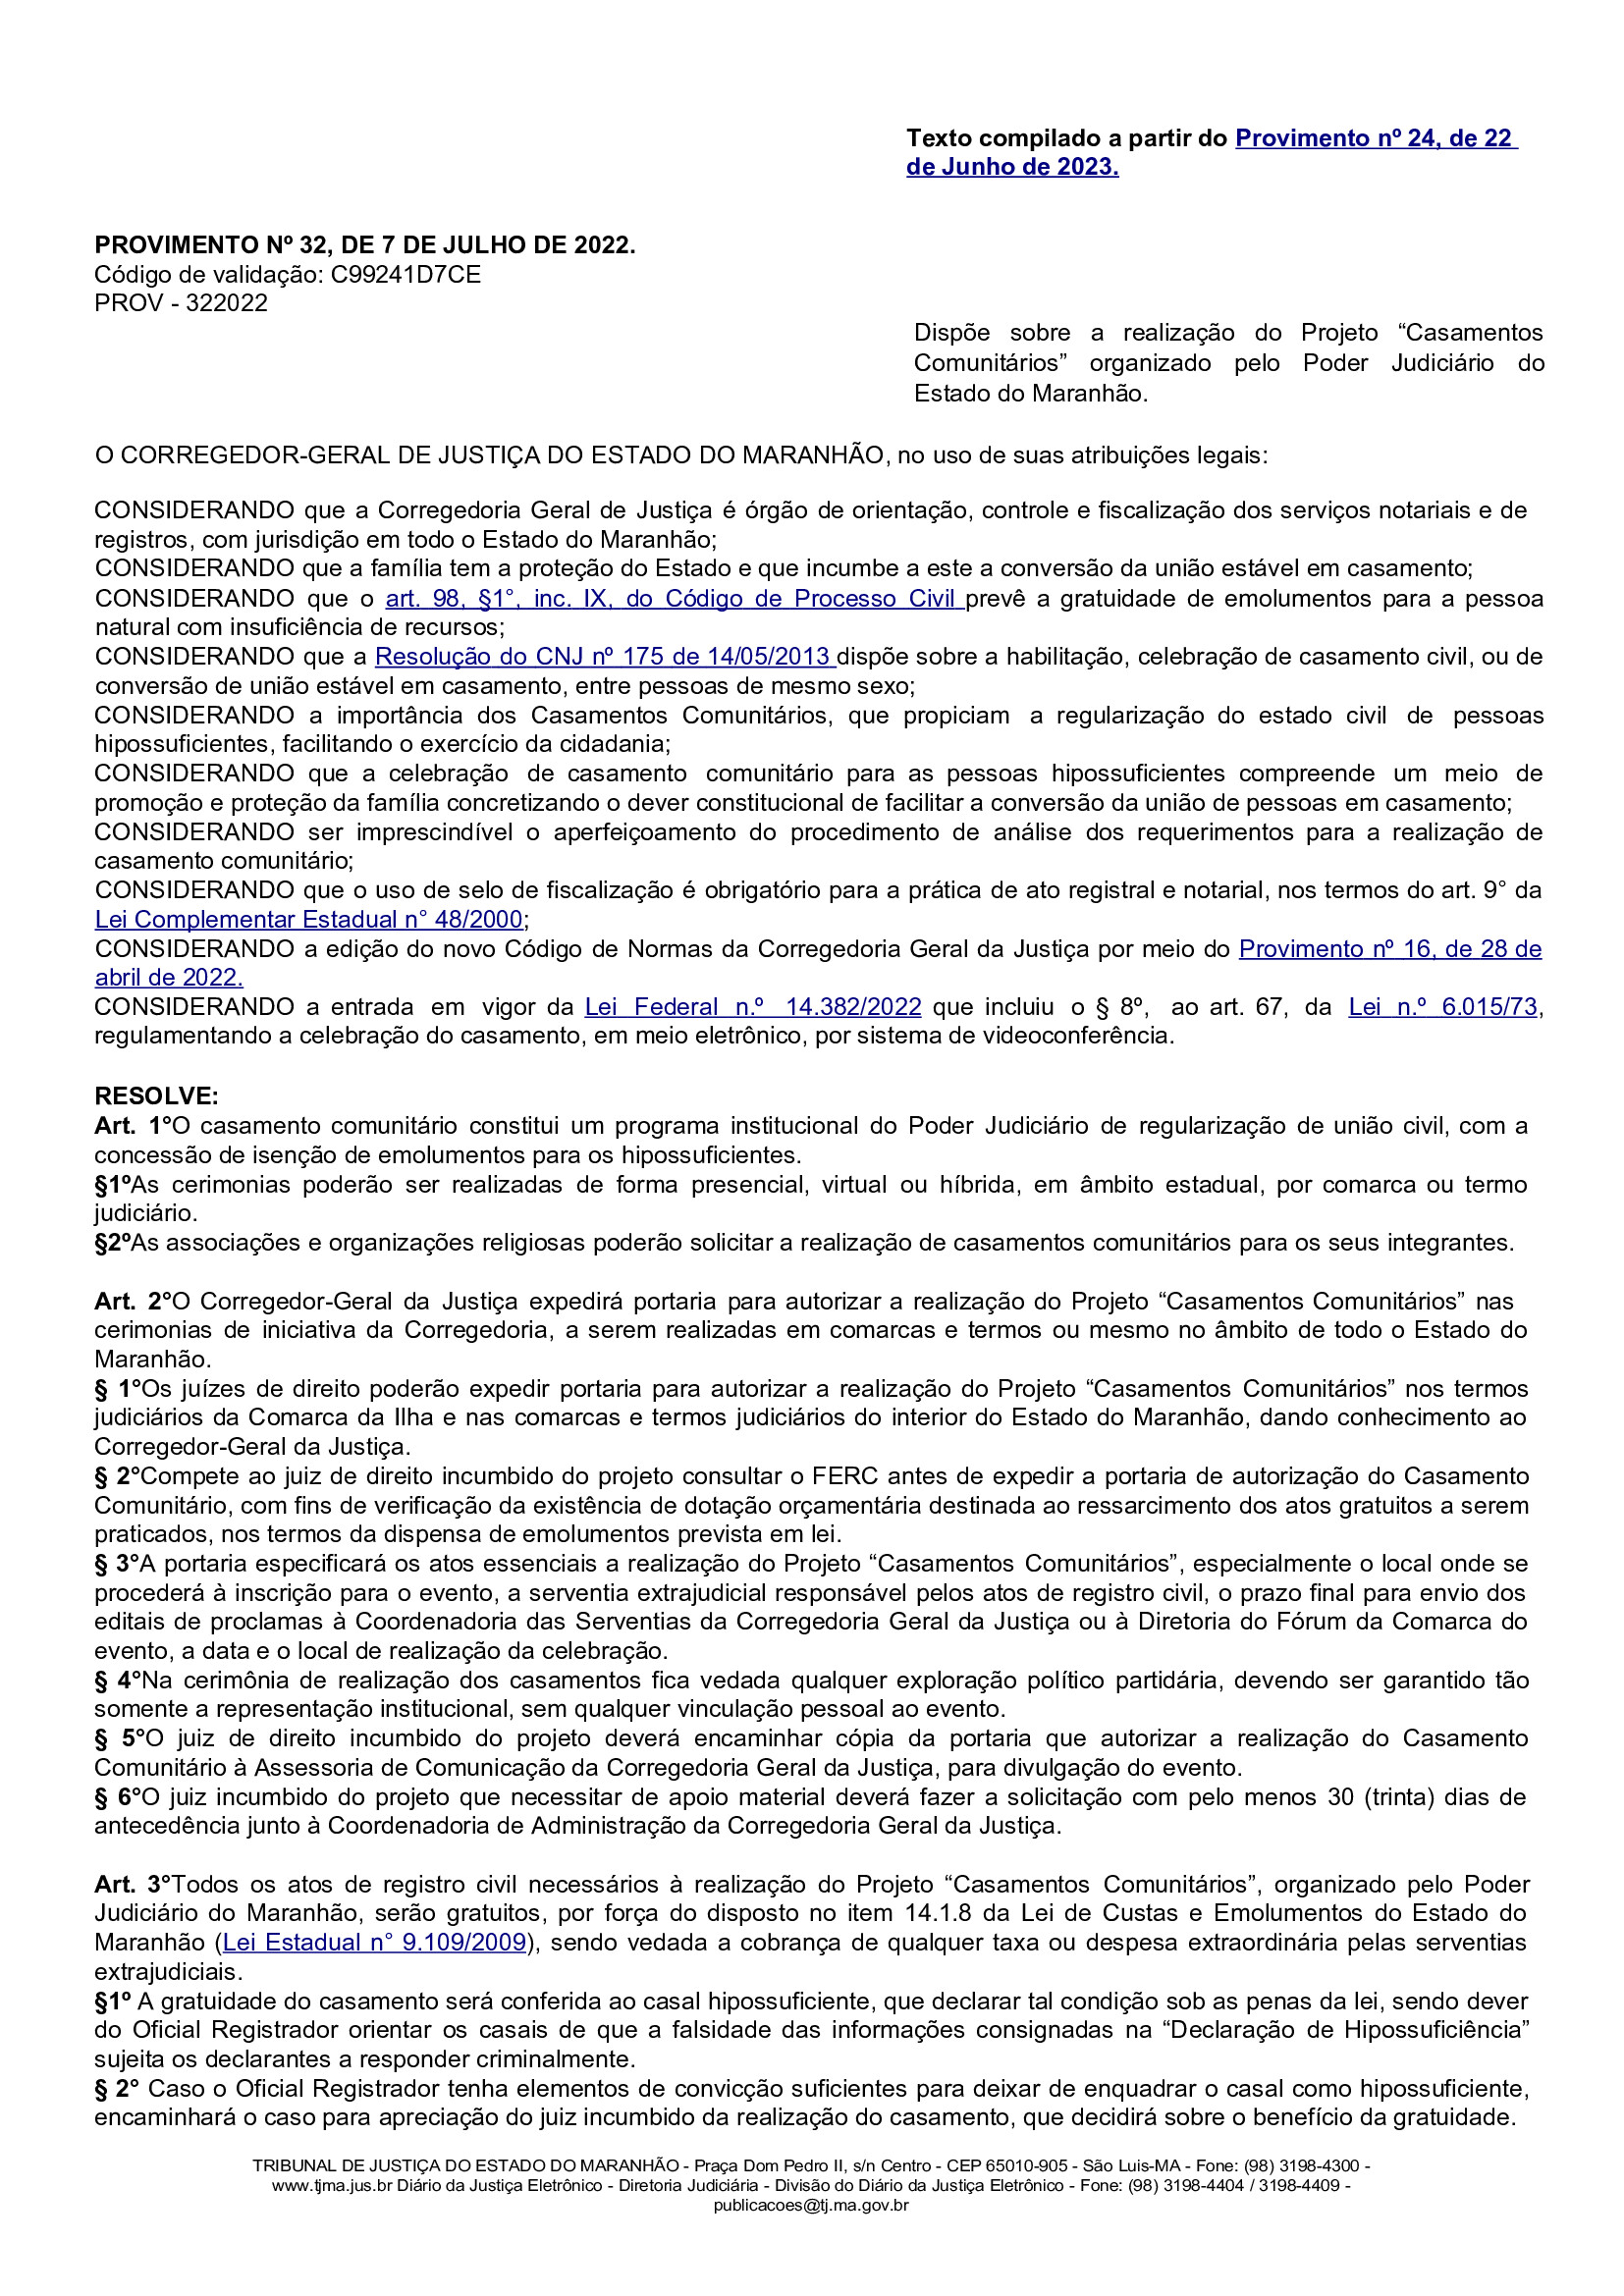 Texto compilado a partir do Provimento nº 24, de 22
de Junho de 2023.
PROVIMENTO Nº 32, DE 7 DE JULHO DE 2022.
Código de validação: C99241D7CE
PROV - 322022
Dispõe sobre a realização do Projeto “Casamentos
Comunitários” organizado pelo Poder Judiciário do
Estado do Maranhão.
O CORREGEDOR-GERAL DE JUSTIÇA DO ESTADO DO MARANHÃO, no uso de suas atribuições legais:
CONSIDERANDO que a Corregedoria Geral de Justiça é órgão de orientação, controle e fiscalização dos serviços notariais e de
registros, com jurisdição em todo o Estado do Maranhão;
CONSIDERANDO que a família tem a proteção do Estado e que incumbe a este a conversão da união estável em casamento;
CONSIDERANDO que o art. 98, §1°, inc. IX, do Código de Processo Civil prevê a gratuidade de emolumentos para a pessoa
natural com insuficiência de recursos;
CONSIDERANDO que a Resolução do CNJ nº 175 de 14/05/2013 dispõe sobre a habilitação, celebração de casamento civil, ou de
conversão de união estável em casamento, entre pessoas de mesmo sexo;
CONSIDERANDO a importância dos Casamentos Comunitários, que propiciam a regularização do estado civil de pessoas
hipossuficientes, facilitando o exercício da cidadania;
CONSIDERANDO que a celebração de casamento comunitário para as pessoas hipossuficientes compreende um meio de
promoção e proteção da família concretizando o dever constitucional de facilitar a conversão da união de pessoas em casamento;
CONSIDERANDO ser imprescindível o aperfeiçoamento do procedimento de análise dos requerimentos para a realização de
casamento comunitário;
CONSIDERANDO que o uso de selo de fiscalização é obrigatório para a prática de ato registral e notarial, nos termos do art. 9° da
Lei Complementar Estadual n° 48/2000;
CONSIDERANDO a edição do novo Código de Normas da Corregedoria Geral da Justiça por meio do Provimento nº 16, de 28 de
abril de 2022.
CONSIDERANDO a entrada em vigor da Lei Federal n.º 14.382/2022 que incluiu o § 8º, ao art. 67, da Lei n.º 6.015/73,
regulamentando a celebração do casamento, em meio eletrônico, por sistema de videoconferência.
RESOLVE:
Art. 1°O casamento comunitário constitui um programa institucional do Poder Judiciário de regularização de união civil, com a
concessão de isenção de emolumentos para os hipossuficientes.
§1ºAs cerimonias poderão ser realizadas de forma presencial, virtual ou híbrida, em âmbito estadual, por comarca ou termo
judiciário.
§2ºAs associações e organizações religiosas poderão solicitar a realização de casamentos comunitários para os seus integrantes.
Art. 2°O Corregedor-Geral da Justiça expedirá portaria para autorizar a realização do Projeto “Casamentos Comunitários” nas
cerimonias de iniciativa da Corregedoria, a serem realizadas em comarcas e termos ou mesmo no âmbito de todo o Estado do
Maranhão.
§ 1°Os juízes de direito poderão expedir portaria para autorizar a realização do Projeto “Casamentos Comunitários” nos termos
judiciários da Comarca da Ilha e nas comarcas e termos judiciários do interior do Estado do Maranhão, dando conhecimento ao
Corregedor-Geral da Justiça.
§ 2°Compete ao juiz de direito incumbido do projeto consultar o FERC antes de expedir a portaria de autorização do Casamento
Comunitário, com fins de verificação da existência de dotação orçamentária destinada ao ressarcimento dos atos gratuitos a serem
praticados, nos termos da dispensa de emolumentos prevista em lei.
§ 3°A portaria especificará os atos essenciais a realização do Projeto “Casamentos Comunitários”, especialmente o local onde se
procederá à inscrição para o evento, a serventia extrajudicial responsável pelos atos de registro civil, o prazo final para envio dos
editais de proclamas à Coordenadoria das Serventias da Corregedoria Geral da Justiça ou à Diretoria do Fórum da Comarca do
evento, a data e o local de realização da celebração.
§ 4°Na cerimônia de realização dos casamentos fica vedada qualquer exploração político partidária, devendo ser garantido tão
somente a representação institucional, sem qualquer vinculação pessoal ao evento.
§ 5°O juiz de direito incumbido do projeto deverá encaminhar cópia da portaria que autorizar a realização do Casamento
Comunitário à Assessoria de Comunicação da Corregedoria Geral da Justiça, para divulgação do evento.
§ 6°O juiz incumbido do projeto que necessitar de apoio material deverá fazer a solicitação com pelo menos 30 (trinta) dias de
antecedência junto à Coordenadoria de Administração da Corregedoria Geral da Justiça.
Art. 3°Todos os atos de registro civil necessários à realização do Projeto “Casamentos Comunitários”, organizado pelo Poder
Judiciário do Maranhão, serão gratuitos, por força do disposto no item 14.1.8 da Lei de Custas e Emolumentos do Estado do
Maranhão (Lei Estadual n° 9.109/2009), sendo vedada a cobrança de qualquer taxa ou despesa extraordinária pelas serventias
extrajudiciais.
§1º A gratuidade do casamento será conferida ao casal hipossuficiente, que declarar tal condição sob as penas da lei, sendo dever
do Oficial Registrador orientar os casais de que a falsidade das informações consignadas na “Declaração de Hipossuficiência”
sujeita os declarantes a responder criminalmente.
§ 2° Caso o Oficial Registrador tenha elementos de convicção suficientes para deixar de enquadrar o casal como hipossuficiente,
encaminhará o caso para apreciação do juiz incumbido da realização do casamento, que decidirá sobre o benefício da gratuidade.
TRIBUNAL DE JUSTIÇA DO ESTADO DO MARANHÃO - Praça Dom Pedro II, s/n Centro - CEP 65010-905 - São Luis-MA - Fone: (98) 3198-4300 -
www.tjma.jus.br Diário da Justiça Eletrônico - Diretoria Judiciária - Divisão do Diário da Justiça Eletrônico - Fone: (98) 3198-4404 / 3198-4409 -
publicacoes@tj.ma.gov.br